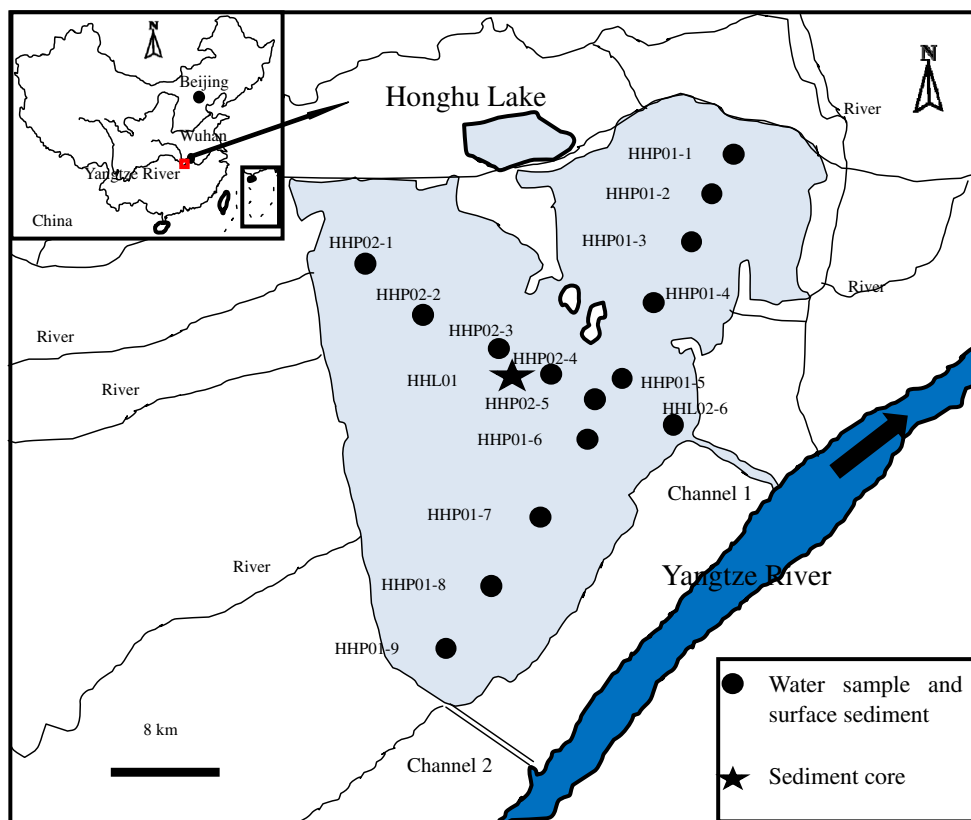 N
Beijing
Wuhan
Yangtze River
China
Honghu Lake
N
River
HHP01-1
HHP01-2
HHP01-3
HHP02-1
HHP02-2
HHP01-4
River
River
HHP02-3
HHP02-4
HHL01
HHP01-5
River
HHP02-5
HHL02-6
HHP01-6
Channel 1
HHP01-7
River
Yangtze River
HHP01-8
HHP01-9
8 km
Channel 2
Water sample and
surface sediment
Sediment core